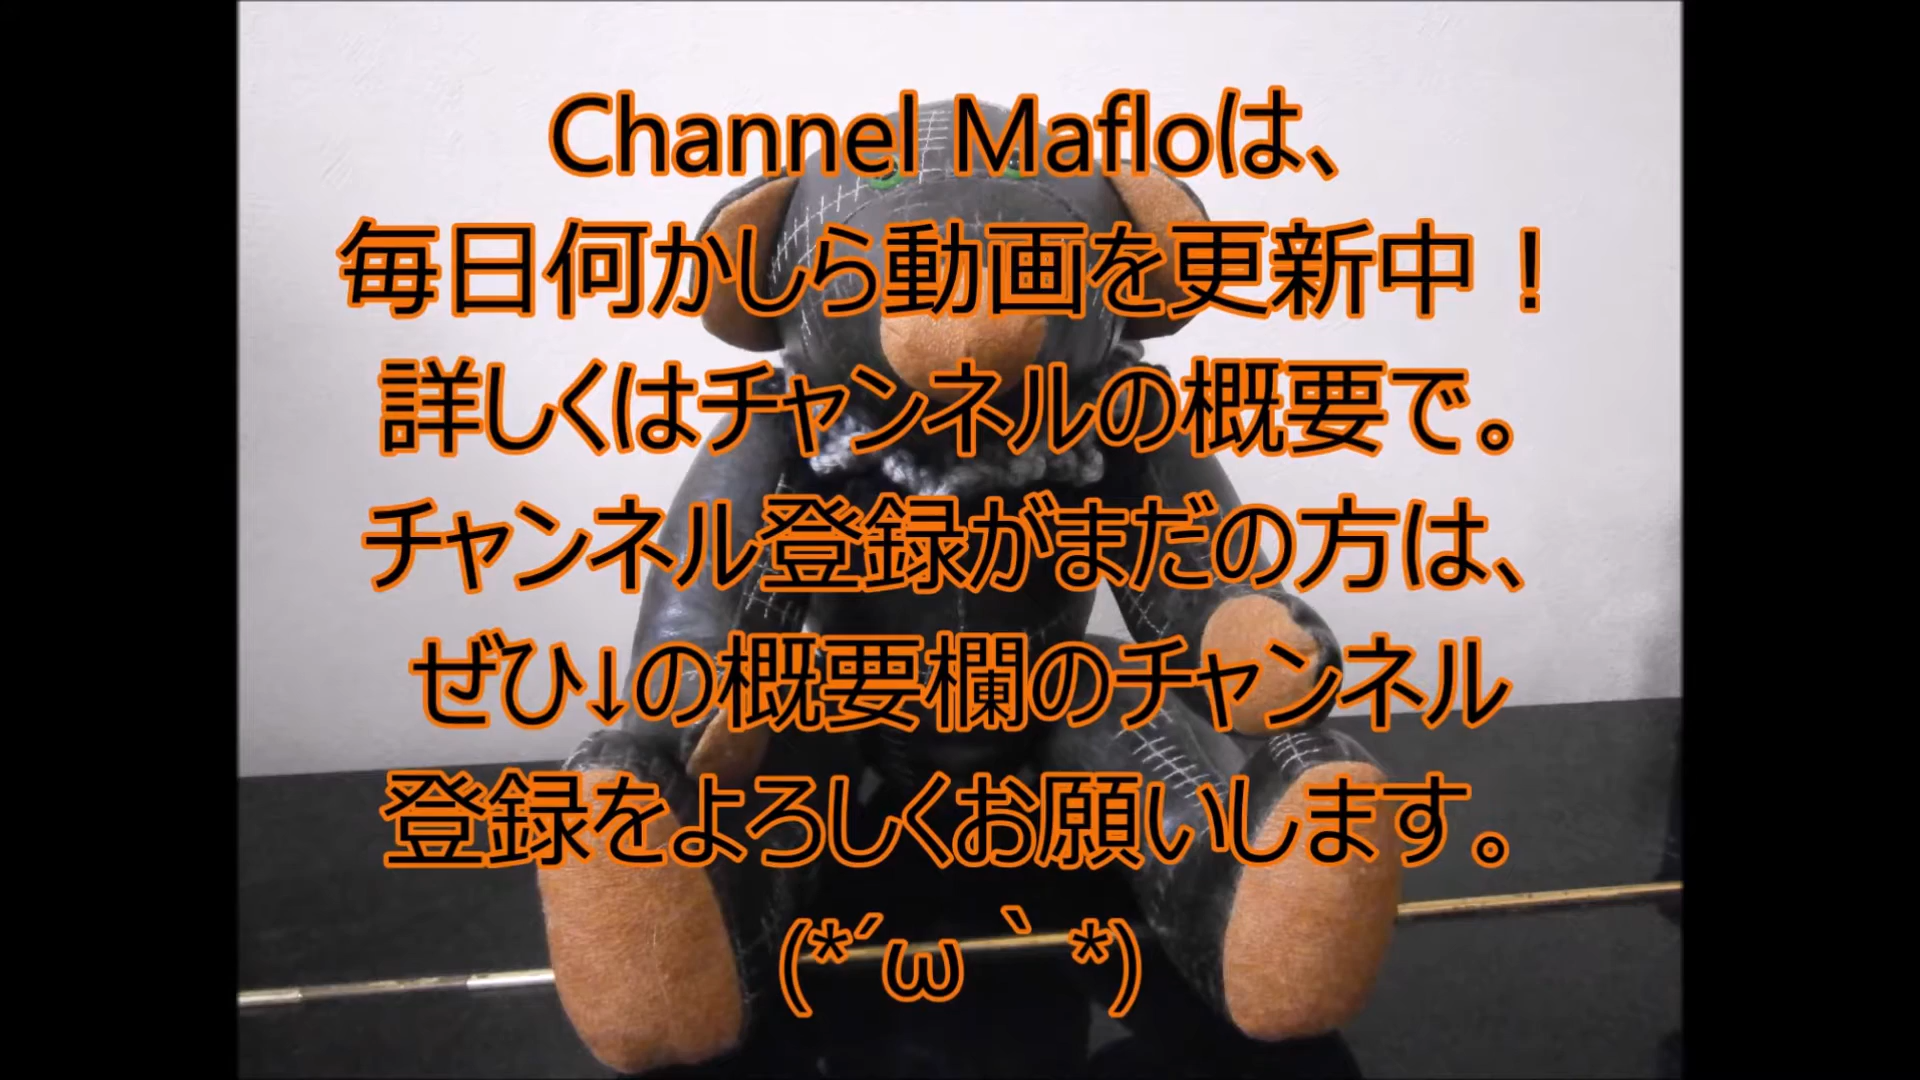 Channel Mafloは、
毎日何かしら動画を更新中！
詳しくはチャンネルの概要で。
チャンネル登録がまだの方は、
ぜひ↓の概要欄のチャンネル
登録をよろしくお願いします。
(*´ω｀*)